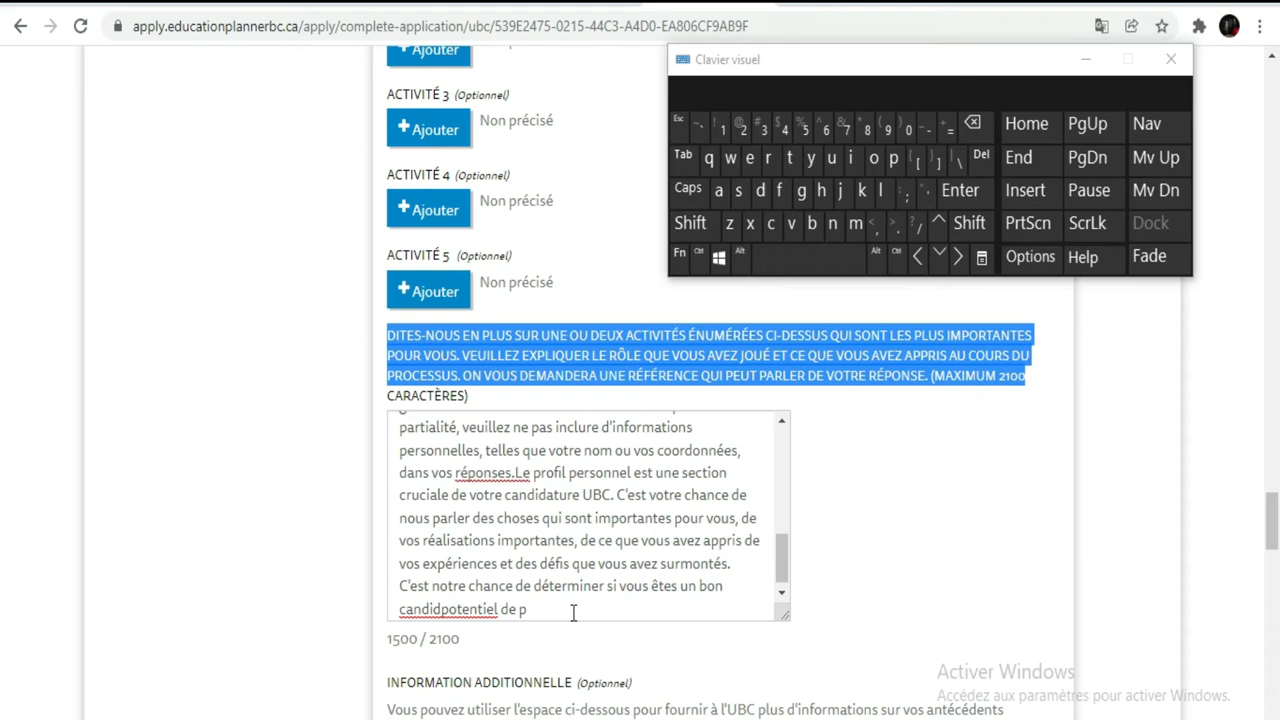 apply.educationplannerbc.ca/apply/complete-application/ubc/539E2475-0215-44C3-A4D0-EA806CF9AB9F
Ajouter
Clavier visuel
ACTIVITÉ 3 (Optionnel)
Ajouter Non précisé
ACTIVITÉ 4 (Optionnel)
Ajouter Non précisé
ACTIVITÉ 5 (Optionnel)
Ajouter Non précisé
Esc ~ ` ! 1 @ 2 # 3 $ 4 % 5 ^ 6 & 7 * 8 ( 9 ) 0 _ - + = Home PgUp Nav
Tab q w e r t y u i o p { [ } ] | \ Del End PgDn Mv Up
Caps a s d f g h j k l : ; " ' Enter Insert Pause Mv Dn
Shift z x c v b n m < , > . ? / Shift PrtScn ScrLk Dock
Fn Ctrl Alt Alt Ctrl Options Help Fade
DITES-NOUS EN PLUS SUR UNE OU DEUX ACTIVITÉS ÉNUMÉRÉES CI-DESSUS QUI SONT LES PLUS IMPORTANTES
POUR VOUS. VEUILLEZ EXPLIQUER LE RÔLE QUE VOUS AVEZ JOUÉ ET CE QUE VOUS AVEZ APPRIS AU COURS DU
PROCESSUS. ON VOUS DEMANDERA UNE RÉFÉRENCE QUI PEUT PARLER DE VOTRE RÉPONSE. (MAXIMUM 2100
CARACTÈRES)
partialité, veuillez ne pas inclure d'informations
personnelles, telles que votre nom ou vos coordonnées,
dans vos réponses.Le profil personnel est une section
cruciale de votre candidature UBC. C'est votre chance de
nous parler des choses qui sont importantes pour vous, de
vos réalisations importantes, de ce que vous avez appris de
vos expériences et des défis que vous avez surmontés.
C'est notre chance de déterminer si vous êtes un bon
candidpotentiel de p
1500 / 2100
INFORMATION ADDITIONNELLE (Optionnel)
Vous pouvez utiliser l'espace ci-dessous pour fournir à l'UBC plus d'informations sur vos antécédents
Activer Windows
Accédez aux paramètres pour activer Windows.